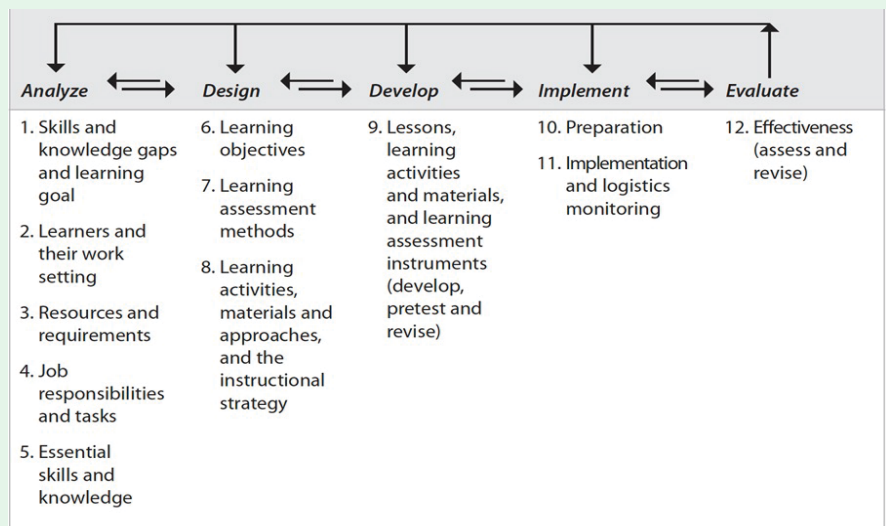 Analyze
Design
Develop
Implement
Evaluate
1. Skills and
knowledge gaps
and learning
goal
2. Learners and
their work
setting
3. Resources and
requirements
4. Job
responsibilities
and tasks
5. Essential
skills and
knowledge
6. Learning
objectives
7. Learning
assessment
methods
8. Learning
activities,
materials and
approaches,
and the
instructional
strategy
9. Lessons,
learning
activities
and materials,
and learning
assessment
instruments
(develop,
pretest and
revise)
10. Preparation
11. Implementation
and logistics
monitoring
12. Effectiveness
(assess and
revise)